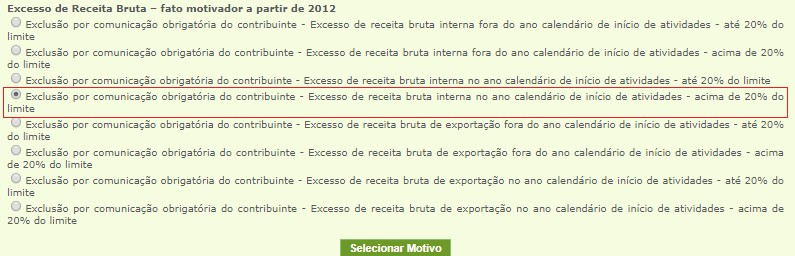 Excesso de Receita Bruta – fato motivador a partir de 2012
Exclusão por comunicação obrigatória do contribuinte - Excesso de receita bruta interna fora do ano calendário de início de atividades - até 20% do
limite
Exclusão por comunicação obrigatória do contribuinte - Excesso de receita bruta interna fora do ano calendário de início de atividades - acima de 20%
do limite
Exclusão por comunicação obrigatória do contribuinte - Excesso de receita bruta interna no ano calendário de início de atividades - até 20% do limite
Exclusão por comunicação obrigatória do contribuinte - Excesso de receita bruta interna no ano calendário de início de atividades - acima de 20% do
limite
Exclusão por comunicação obrigatória do contribuinte - Excesso de receita bruta de exportação fora do ano calendário de início de atividades - até 20%
do limite
Exclusão por comunicação obrigatória do contribuinte - Excesso de receita bruta de exportação fora do ano calendário de início de atividades - acima
de 20% do limite
Exclusão por comunicação obrigatória do contribuinte - Excesso de receita bruta de exportação no ano calendário de início de atividades - até 20% do
limite
Exclusão por comunicação obrigatória do contribuinte - Excesso de receita bruta de exportação no ano calendário de início de atividades - acima de
20% do limite
Selecionar Motivo